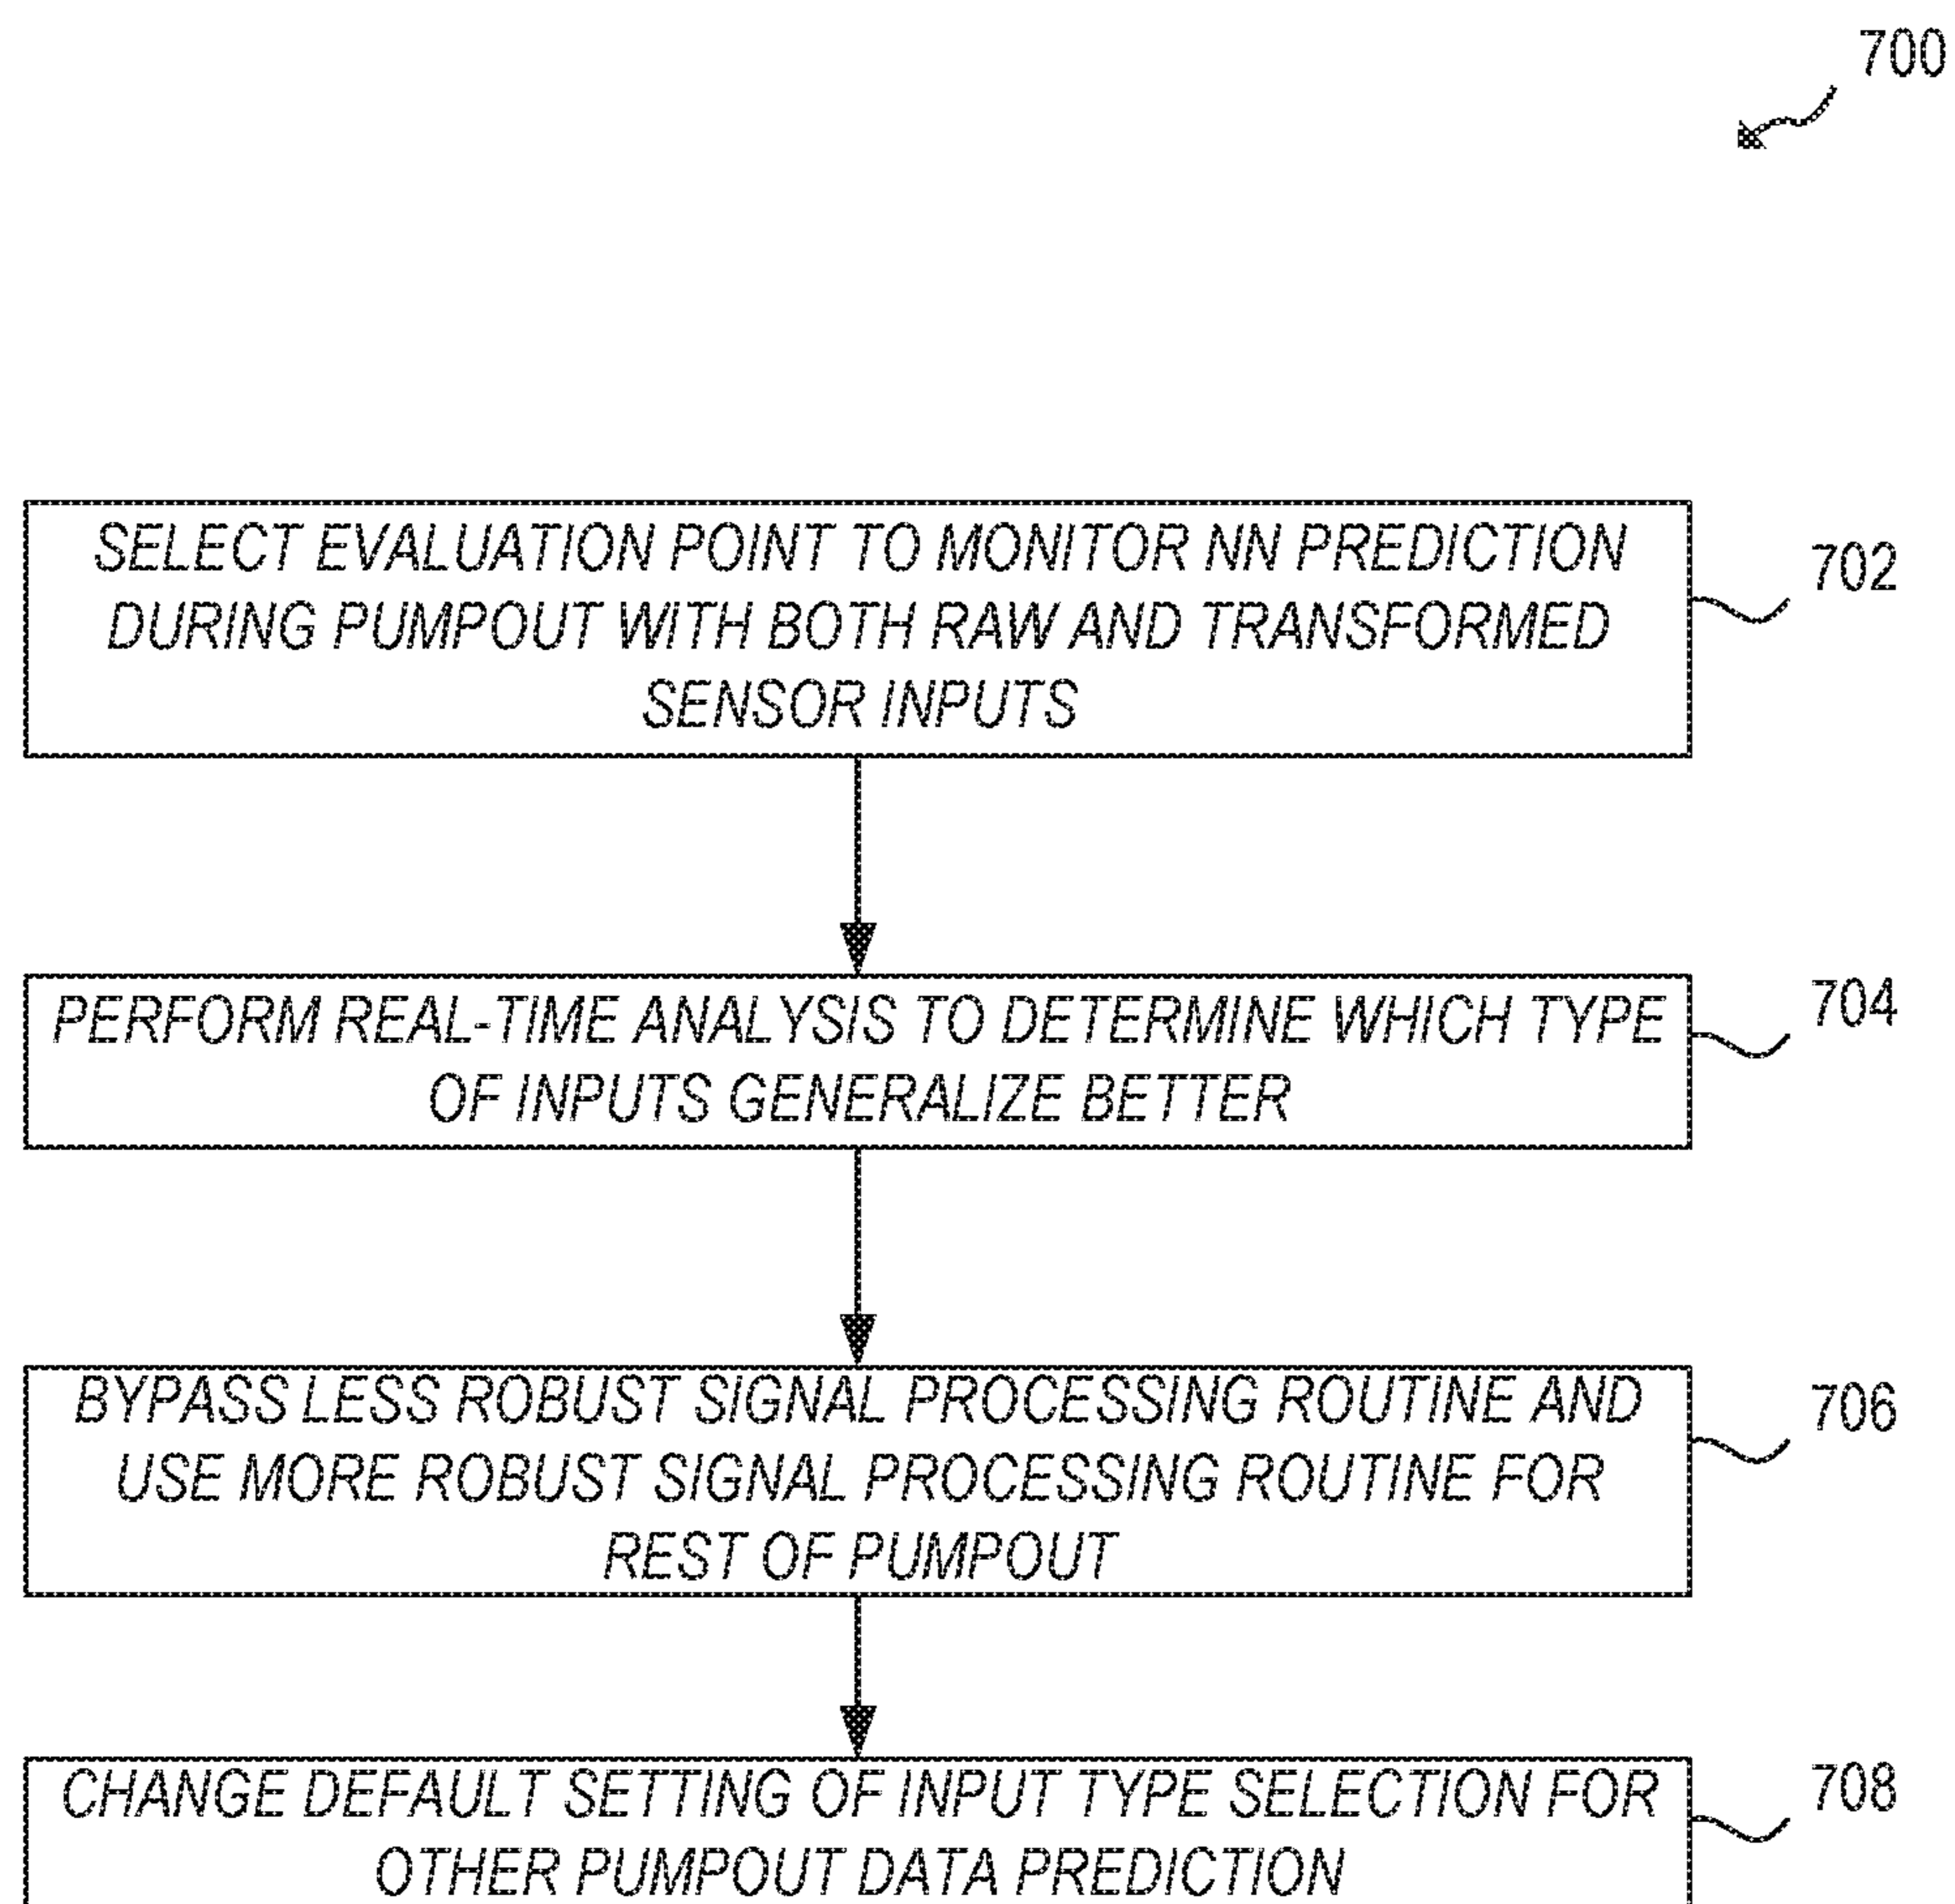 700
SELECT EVALUATION POINT TO MONITOR NN PREDICTION
DURING PUMPOUT WITH BOTH RAW AND TRANSFORMED
SENSOR INPUTS
702
PERFORM REAL-TIME ANALYSIS TO DETERMINE WHICH TYPE
OF INPUTS GENERALIZE BETTER
704
BYPASS LESS ROBUST SIGNAL PROCESSING ROUTINE AND
USE MORE ROBUST SIGNAL PROCESSING ROUTINE FOR
REST OF PUMPOUT
706
CHANGE DEFAULT SETTING OF INPUT TYPE SELECTION FOR
OTHER PUMPOUT DATA PREDICTION
708